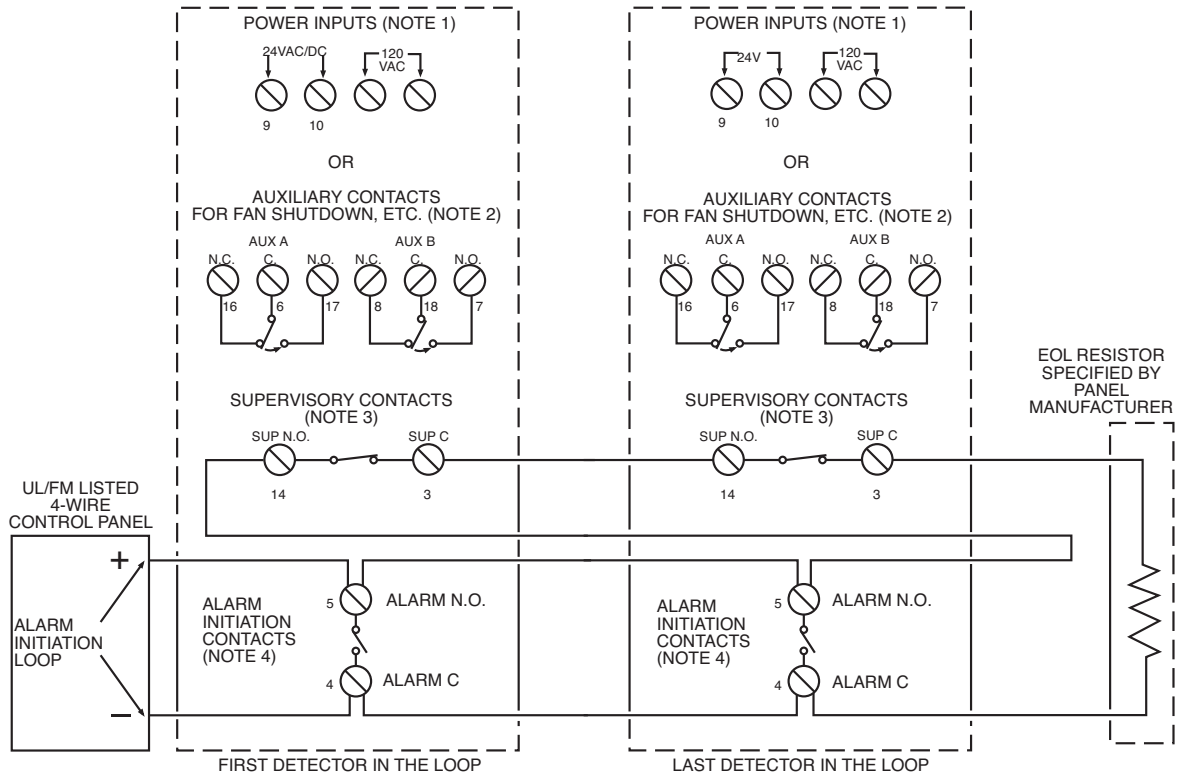 POWER INPUTS (NOTE 1)
24VAC/DC
120
VAC
9
10
OR
AUXILIARY CONTACTS
FOR FAN SHUTDOWN, ETC. (NOTE 2)
AUX A
AUX B
N.C.
C.
N.O.
N.C.
C.
N.O.
16
6
17
8
18
7
SUPERVISORY CONTACTS
(NOTE 3)
SUP N.O.
SUP C
14
3
POWER INPUTS (NOTE 1)
24V
120
VAC
9
10
OR
AUXILIARY CONTACTS
FOR FAN SHUTDOWN, ETC. (NOTE 2)
AUX A
AUX B
N.C.
C.
N.O.
N.C.
C.
N.O.
16
6
17
8
18
7
SUPERVISORY CONTACTS
(NOTE 3)
SUP N.O.
SUP C
14
3
EOL RESISTOR
SPECIFIED BY
PANEL
MANUFACTURER
UL/FM LISTED
4-WIRE
CONTROL PANEL
+
ALARM
INITIATION
LOOP
–
ALARM
INITIATION
CONTACTS
(NOTE 4)
5
ALARM N.O.
4
ALARM C
ALARM
INITIATION
CONTACTS
(NOTE 4)
5
ALARM N.O.
4
ALARM C
FIRST DETECTOR IN THE LOOP
LAST DETECTOR IN THE LOOP